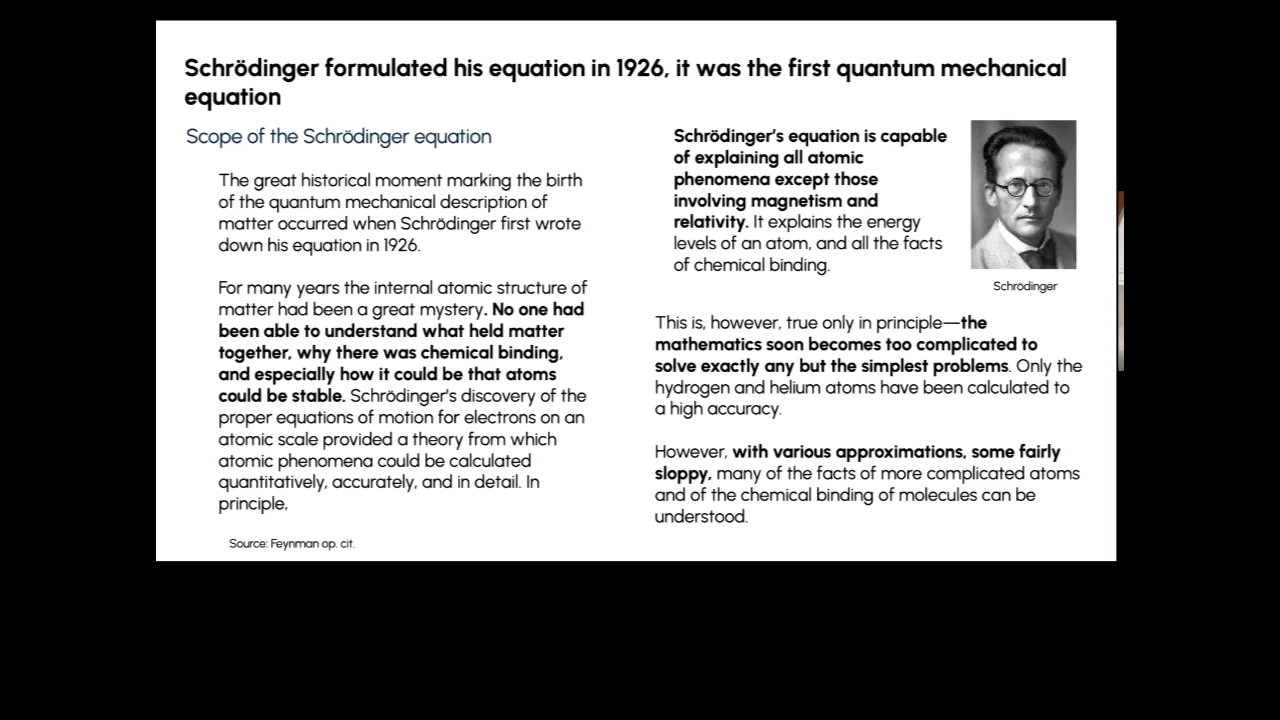 Schrödinger formulated his equation in 1926, it was the first quantum mechanical
equation
Scope of the Schrödinger equation
The great historical moment marking the birth
of the quantum mechanical description of
matter occurred when Schrödinger first wrote
down his equation in 1926.
For many years the internal atomic structure of
matter had been a great mystery. No one had
been able to understand what held matter
together, why there was chemical binding,
and especially how it could be that atoms
could be stable. Schrödinger's discovery of the
proper equations of motion for electrons on an
atomic scale provided a theory from which
atomic phenomena could be calculated
quantitatively, accurately, and in detail. In
principle,
Source: Feynman op. cit.
Schrödinger's equation is capable
of explaining all atomic
phenomena except those
involving magnetism and
relativity. It explains the energy
levels of an atom, and all the facts
of chemical binding.
Schrödinger
This is, however, true only in principle—the
mathematics soon becomes too complicated to
solve exactly any but the simplest problems. Only the
hydrogen and helium atoms have been calculated to
a high accuracy.
However, with various approximations, some fairly
sloppy, many of the facts of more complicated atoms
and of the chemical binding of molecules can be
understood.